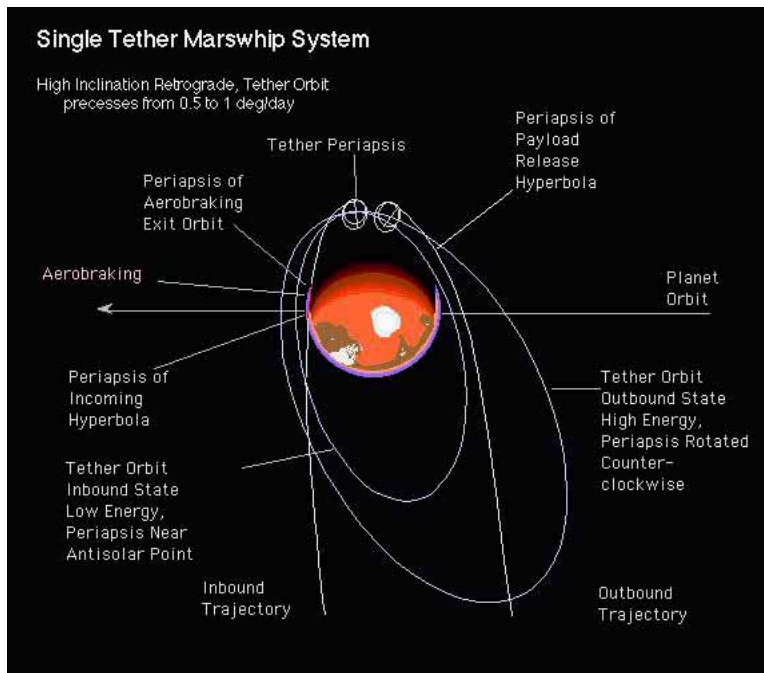 Single Tether Marswhip System
High Inclination Retrograde, Tether Orbit
precesses from 0.5 to 1 deg/day
Tether Periapsis
Periapsis of
Payload
Release
Hyperbola
Periapsis of
Aerobraking
Exit Orbit
Aerobraking
Planet
Orbit
Periapsis of
Incoming
Hyperbola
Tether Orbit
Outbound State
High Energy,
Periapsis Rotated
Counter-
clockwise
Tether Orbit
Inbound State
Low Energy,
Periapsis Near
Antisolar Point
Inbound
Trajectory
Outbound
Trajectory